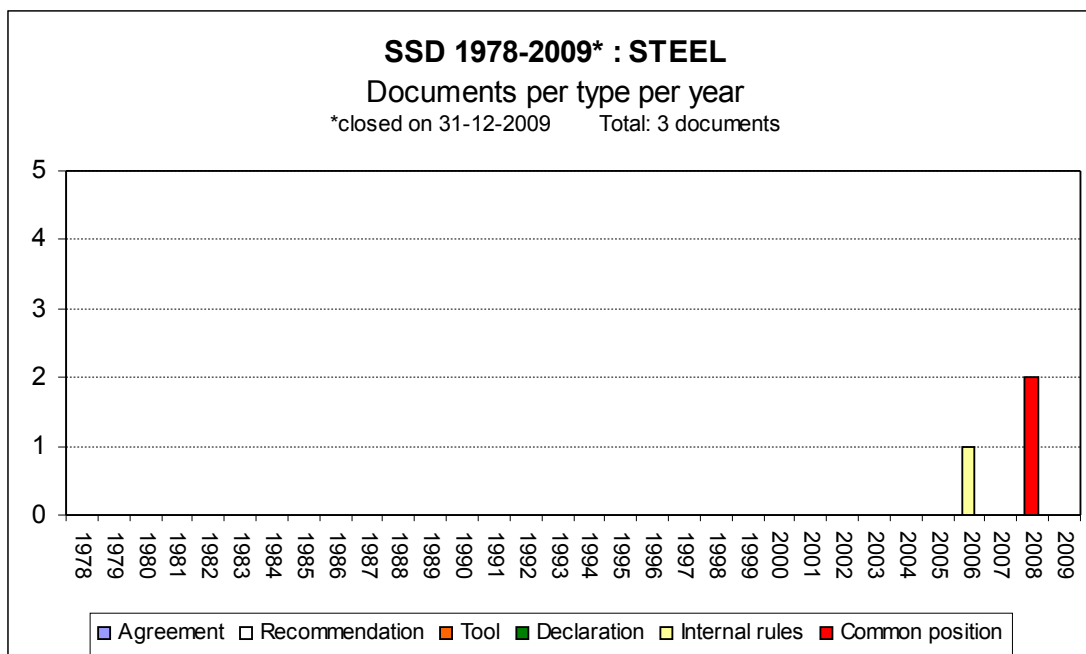 SSD 1978-2009* : STEEL
Documents per type per year
*closed on 31-12-2009 Total: 3 documents
5
4
3
2
1
0
1978 1979 1980 1981 1982 1983 1984 1985 1986 1987 1988 1989 1990 1991 1992 1993 1994 1995 1996 1997 1998 1999 2000 2001 2002 2003 2004 2005 2006 2007 2008 2009
Agreement Recommendation Tool Declaration Internal rules Common position